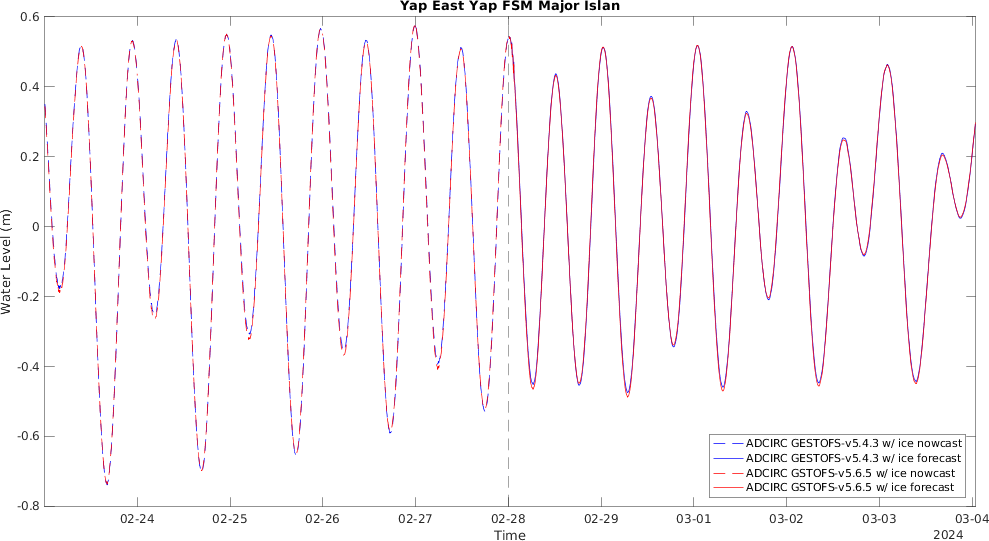 Yap East Yap FSM Major Islan
0.6
0.4
0.2
0
-0.2
-0.4
-0.6
-0.8
Water Level (m)
ADCIRC GESTOFS-v5.4.3 w/ ice nowcast
ADCIRC GESTOFS-v5.4.3 w/ ice forecast
ADCIRC GSTOFS-v5.6.5 w/ ice nowcast
ADCIRC GSTOFS-v5.6.5 w/ ice forecast
02-24 02-25 02-26 02-27 02-28 02-29 03-01 03-02 03-03 03-04
Time
2024